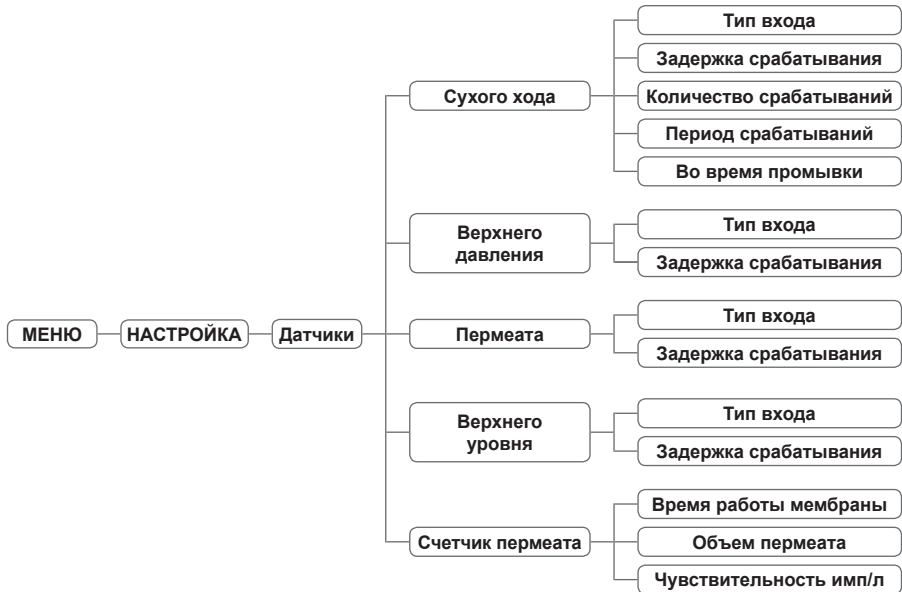 Тип входа
Задержка срабатывания
Сухого хода
Количество срабатываний
Период срабатываний
Во время промывки
Верхнего
давления
Тип входа
Задержка срабатывания
МЕНЮ
НАСТРОЙКА
Датчики
Пермеата
Тип входа
Задержка срабатывания
Верхнего
уровня
Тип входа
Задержка срабатывания
Счетчик пермеата
Время работы мембраны
Объем пермеата
Чувствительность имп/л